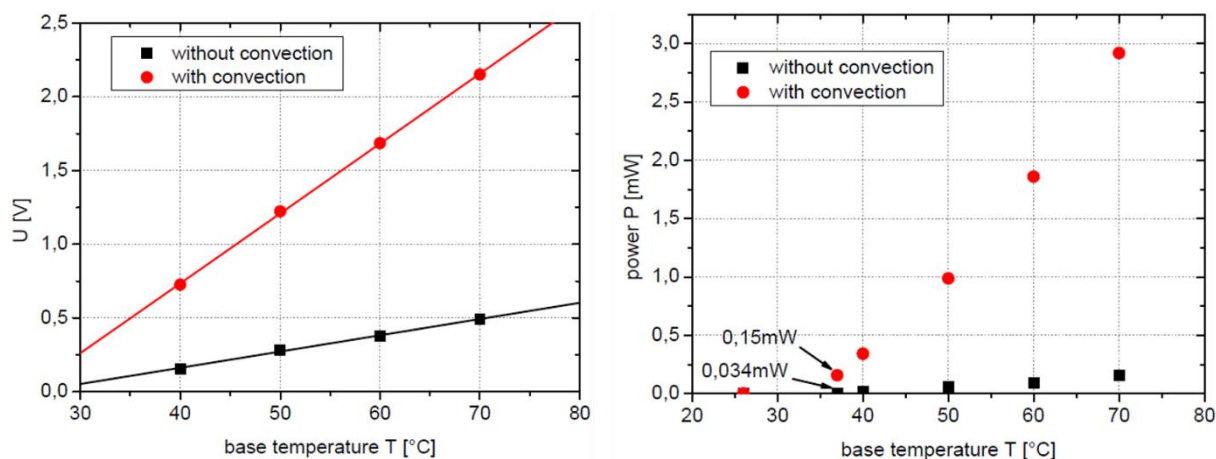 2,5
2,0
1,5
1,0
0,5
0,0
U [V]
without convection
with convection
30 40 50 60 70 80
base temperature T [°C]
3,0
2,5
2,0
1,5
1,0
0,5
0,0
power P [mW]
without convection
with convection
0,15mW
0,034mW
20 30 40 50 60 70 80
base temperature T [°C]